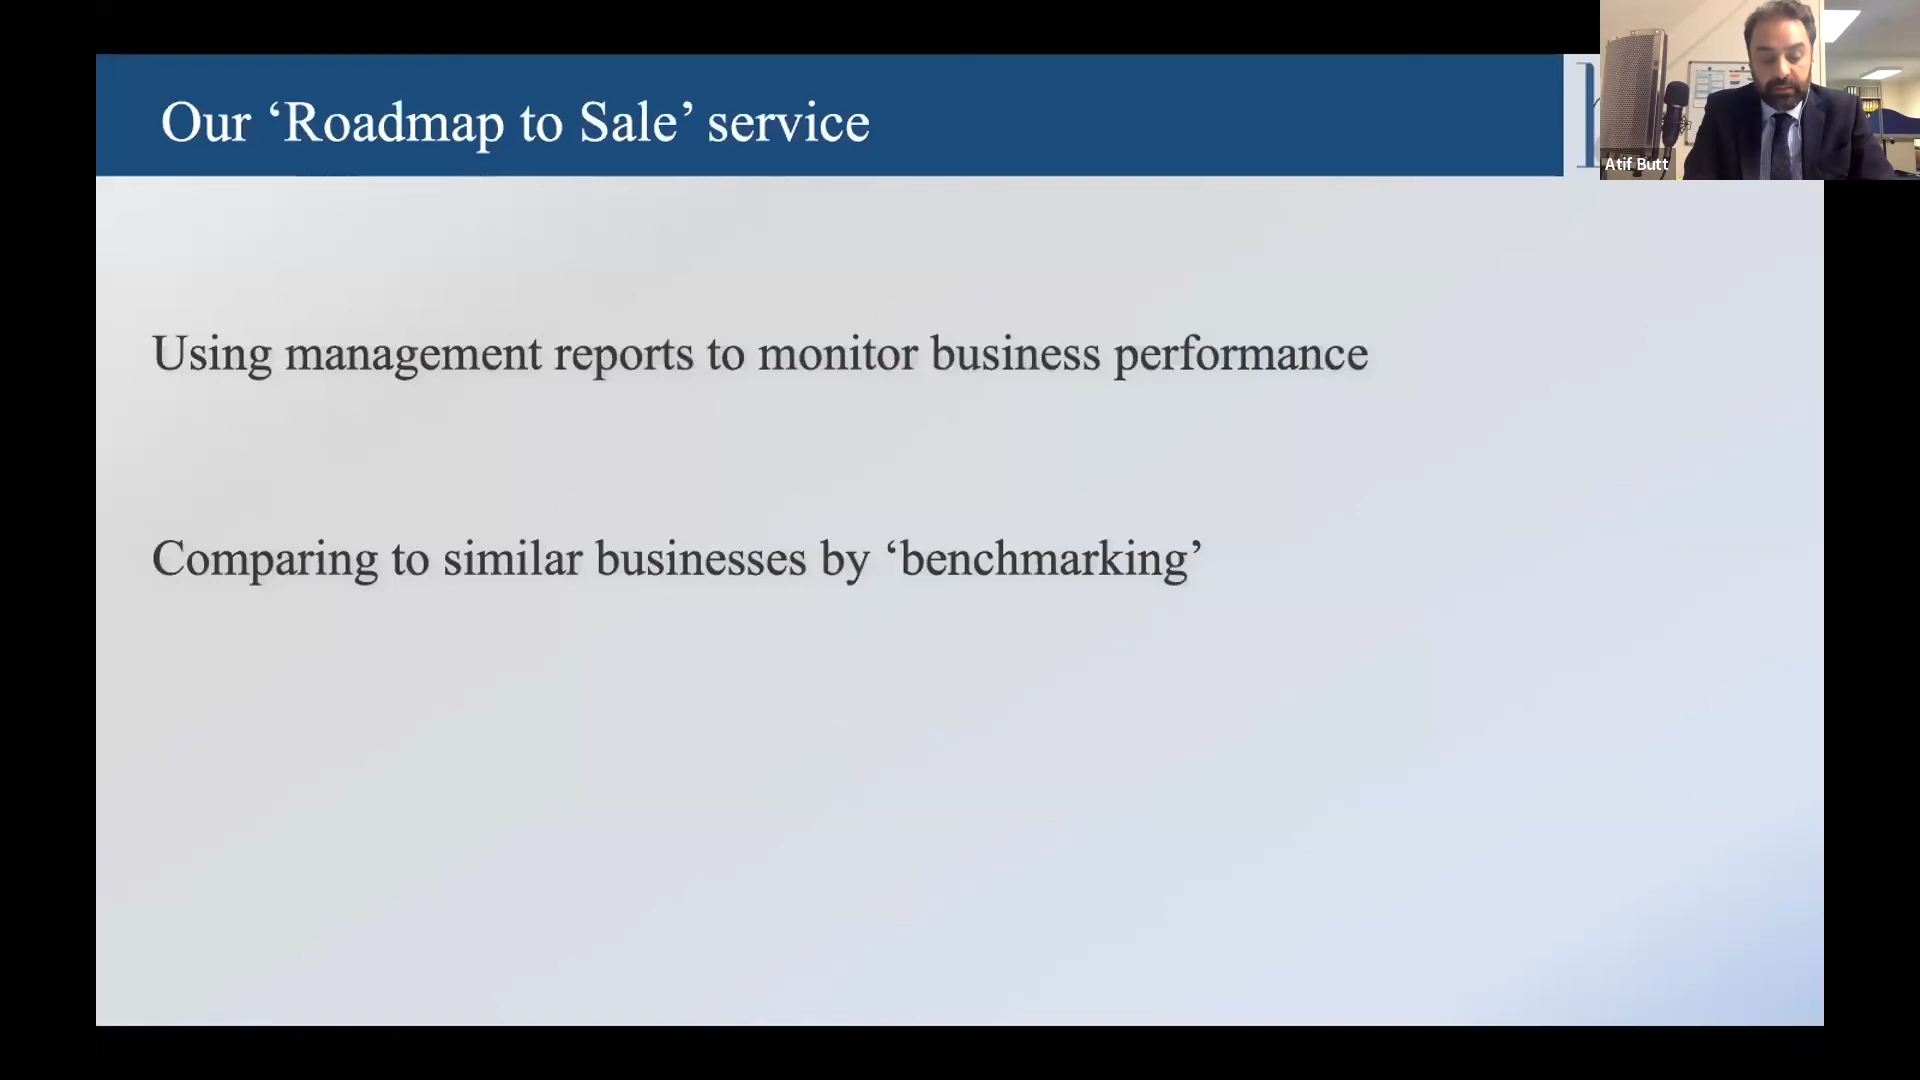 Our ‘Roadmap to Sale’ service
Atif Butt
Using management reports to monitor business performance
Comparing to similar businesses by ‘benchmarking’